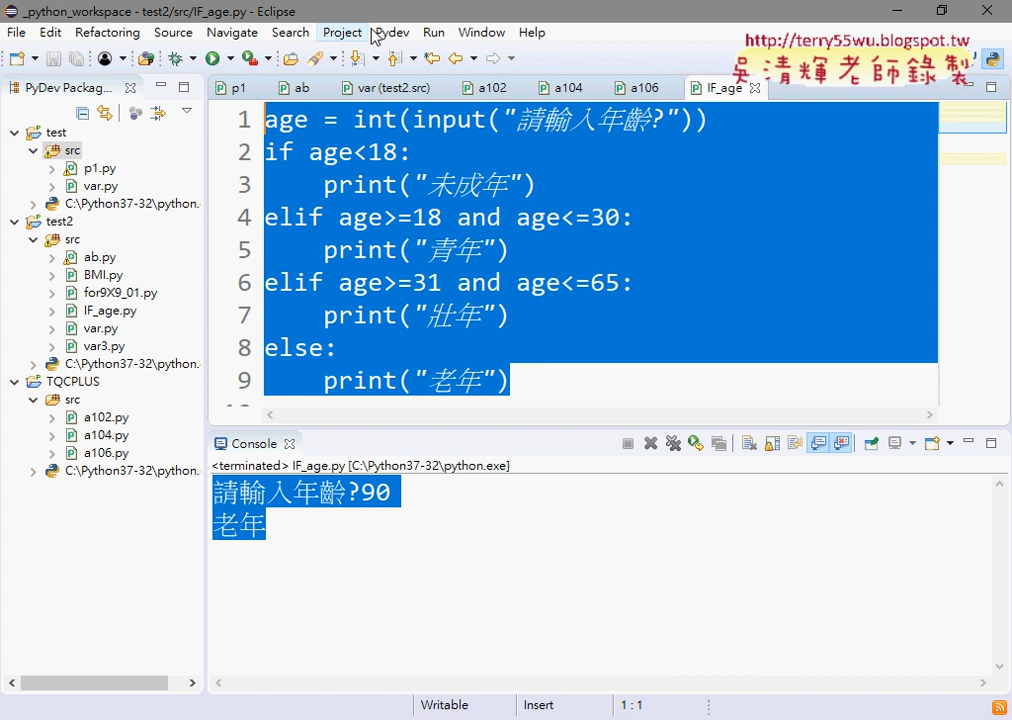 _python_workspace - test2/src/IF_age.py - Eclipse
File Edit Refactoring Source Navigate Search Project Pydev Run Window Help
http://terry55wu.blogspot.tw
吳清輝老師錄製
PyDev Packag...
p1 ab var (test2.src) a102 a104 a106 IF_age
test
src
p1.py
var.py
C:\Python37-32\python.
test2
src
ab.py
BMI.py
for9X9_01.py
IF_age.py
var.py
var3.py
C:\Python37-32\python.
TQCPLUS
src
a102.py
a104.py
a106.py
C:\Python37-32\python.
1 age = int(input("請輸入年齡?"))
2 if age<18:
3 print("未成年")
4 elif age>=18 and age<=30:
5 print("青年")
6 elif age>=31 and age<=65:
7 print("壯年")
8 else:
9 print("老年")
Console
<terminated> IF_age.py [C:\Python37-32\python.exe]
請輸入年齡?90
老年
Writable Insert 1 : 1